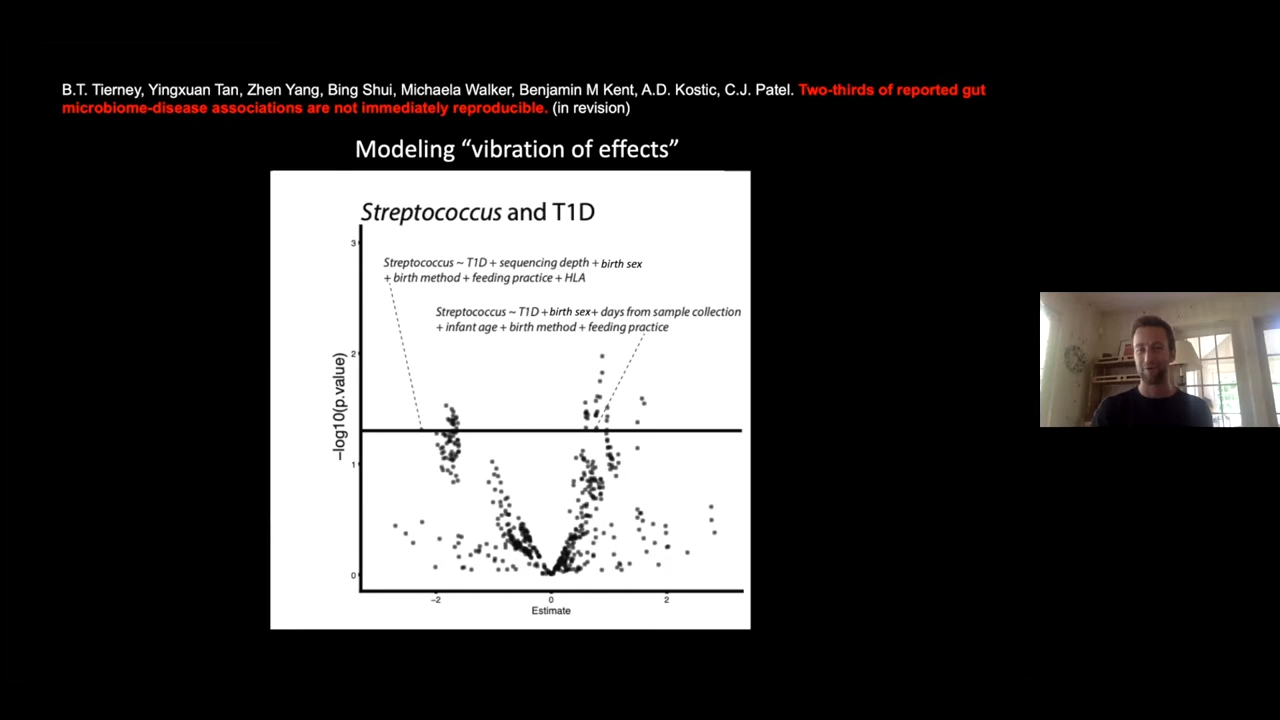 B.T. Tierney, Yingxuan Tan, Zhen Yang, Bing Shui, Michaela Walker, Benjamin M Kent, A.D. Kostic, C.J. Patel. Two-thirds of reported gut
microbiome-disease associations are not immediately reproducible. (in revision)
Modeling “vibration of effects”
Streptococcus and T1D
Streptococcus ~ T1D + sequencing depth + birth sex
+ birth method + feeding practice + HLA
Streptococcus ~ T1D + birth sex + days from sample collection
+ infant age + birth method + feeding practice
3
2
−log10(p.value)
1
0
−2 0 2
Estimate